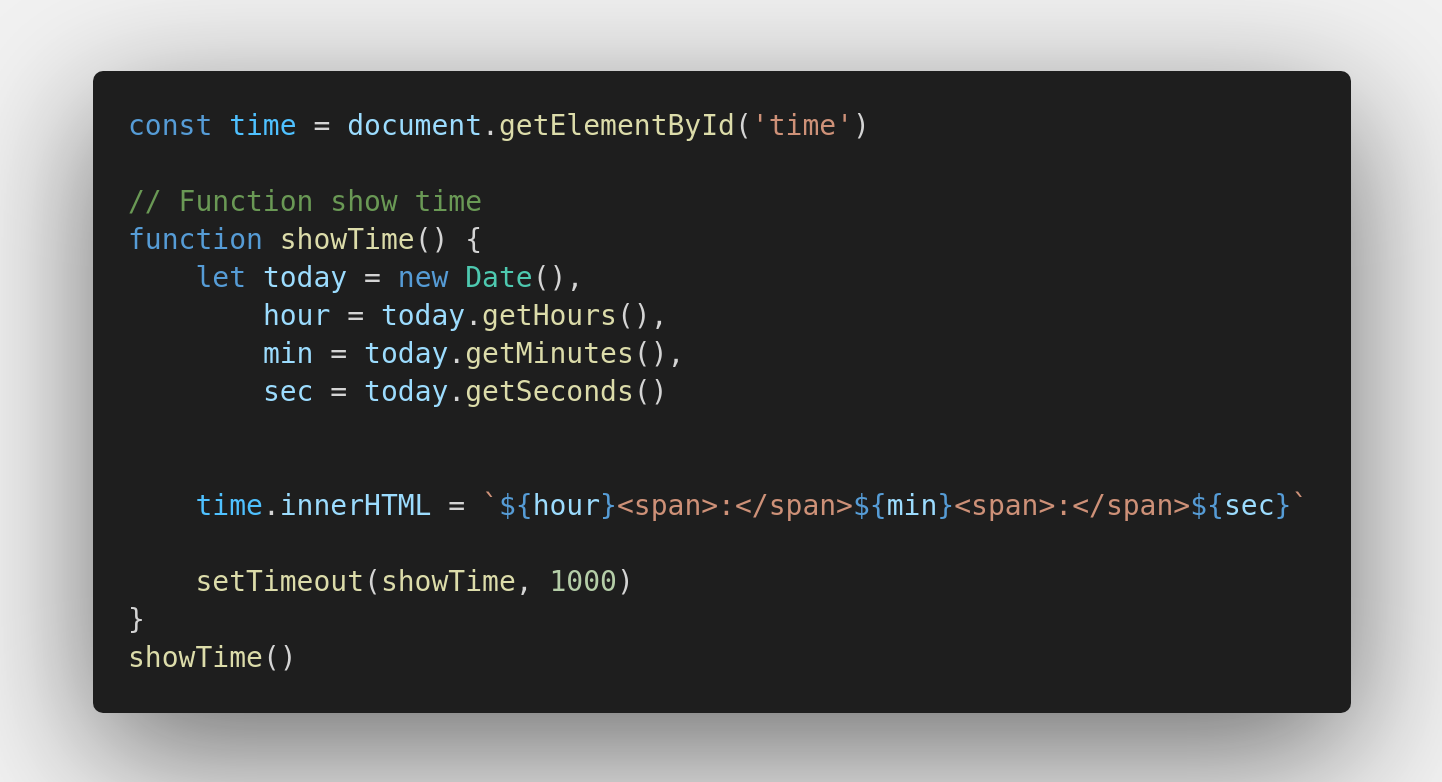 const time = document.getElementById('time')
// Function show time
function showTime() {
    let today = new Date(),
        hour = today.getHours(),
        min = today.getMinutes(),
        sec = today.getSeconds()
    time.innerHTML = `${hour}<span>:</span>${min}<span>:</span>${sec}`
    setTimeout(showTime, 1000)
}
showTime()